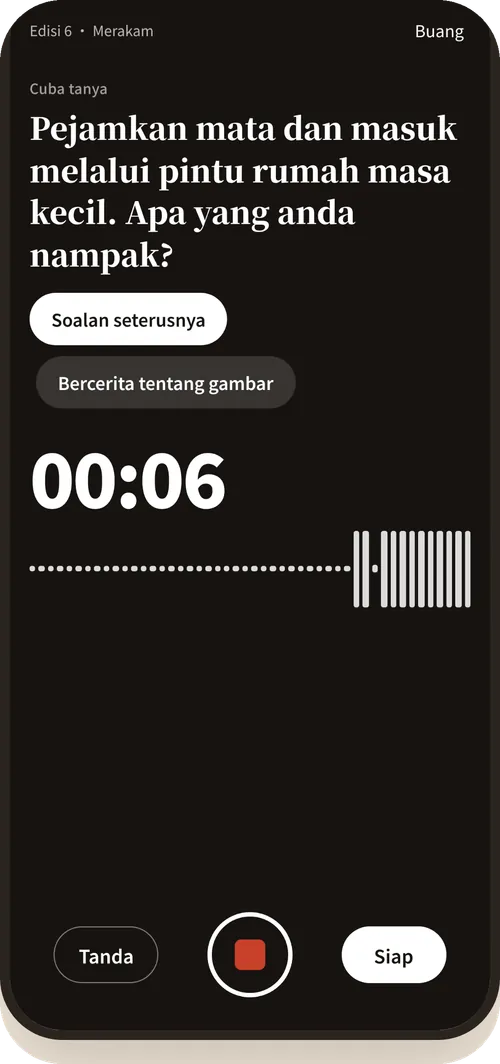 Edisi 6 • Merakam
Buang
Cuba tanya
Pejamkan mata dan masuk
melalui pintu rumah masa
kecil. Apa yang anda
nampak?
Soalan seterusnya
Bercerita tentang gambar
00:06
Tanda
Siap